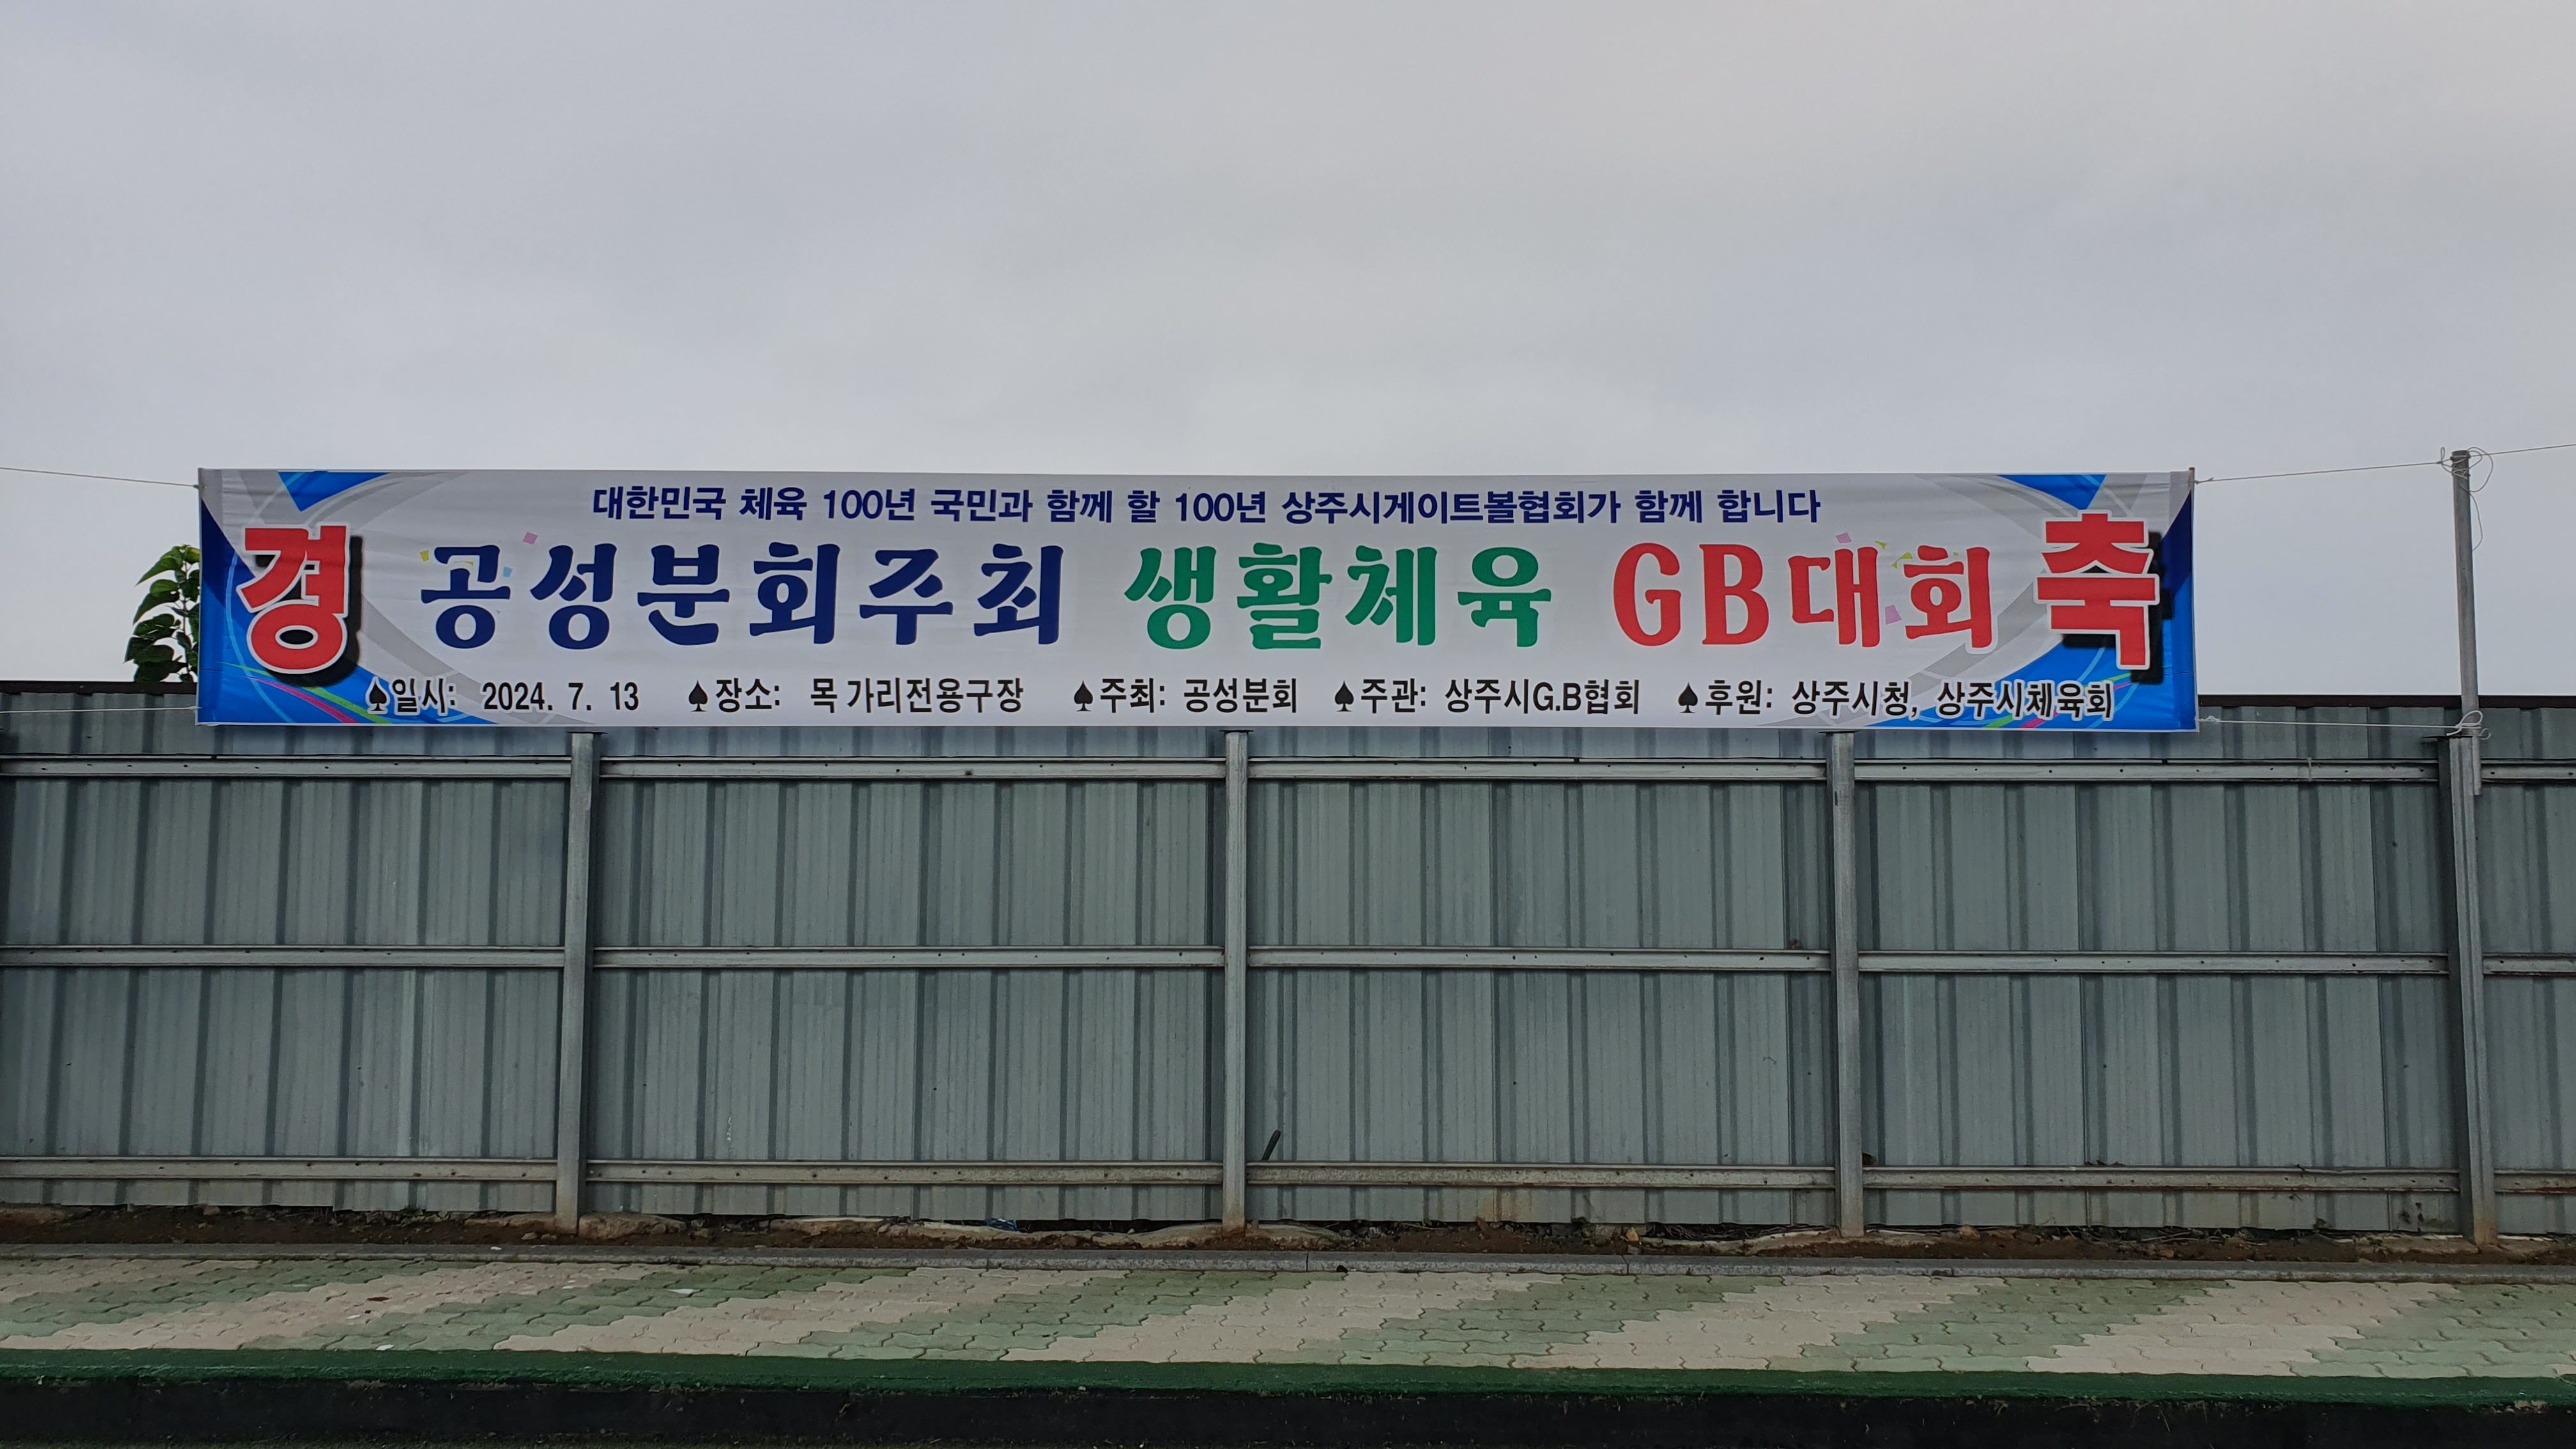 대한민국 체육 100년 국민과 함께 할 100년 상주시게이트볼협회가 함께 합니다
경 공성분회주최 생활체육 GB대회 축
♠일시: 2024. 7. 13 ♠장소: 목 가리전용구장 ♠주최: 공성분회 ♠주관: 상주시G.B협회 ♠후원: 상주시청, 상주시체육회